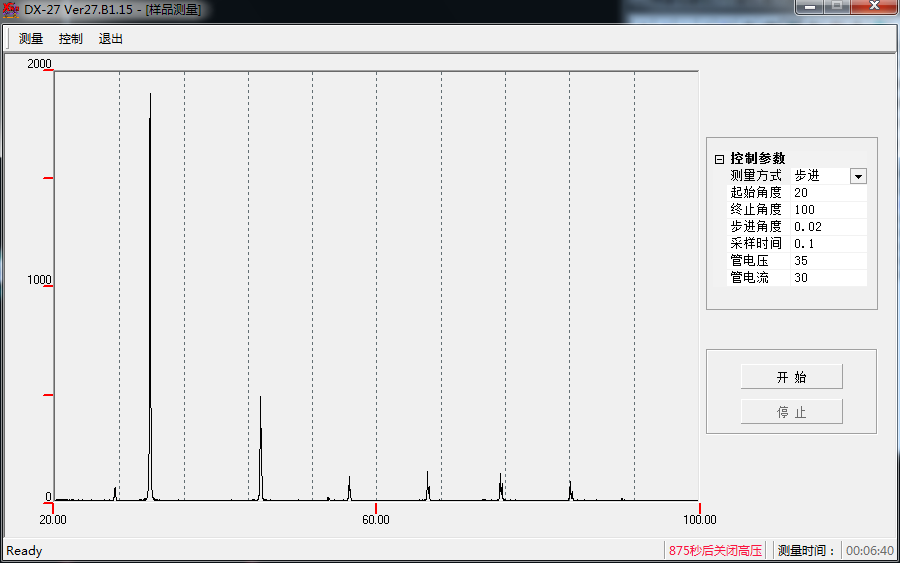 DX-27 Ver27.B1.15 - [样品测量]
测量 控制 退出
2000
1000
0
20.00 60.00 100.00
控制参数
测量方式 步进
起始角度 20
终止角度 100
步进角度 0.02
采样时间 0.1
管电压 35
管电流 30
开 始
停 止
Ready 875秒后关闭高压 测量时间： 00:06:40